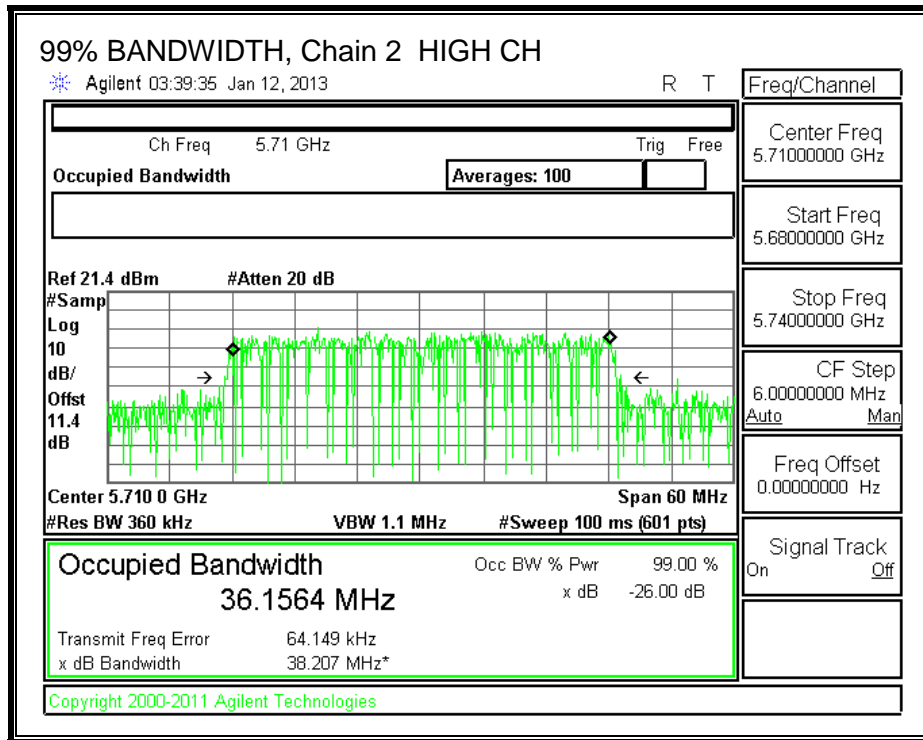 99% BANDWIDTH, Chain 2 HIGH CH
Agilent 03:39:35 Jan 12, 2013 R T
Ch Freq 5.71 GHz Trig Free
Occupied Bandwidth Averages: 100
Ref 21.4 dBm #Atten 20 dB
#Samp
Log
10
dB/
Offst
11.4
dB
Center 5.710 0 GHz Span 60 MHz
#Res BW 360 kHz VBW 1.1 MHz #Sweep 100 ms (601 pts)
Occupied Bandwidth Occ BW % Pwr 99.00 %
36.1564 MHz x dB -26.00 dB
Transmit Freq Error 64.149 kHz
x dB Bandwidth 38.207 MHz*
Copyright 2000-2011 Agilent Technologies
Freq/Channel
Center Freq
5.71000000 GHz
Start Freq
5.68000000 GHz
Stop Freq
5.74000000 GHz
CF Step
6.00000000 MHz
Auto Man
Freq Offset
0.00000000 Hz
Signal Track
On Off